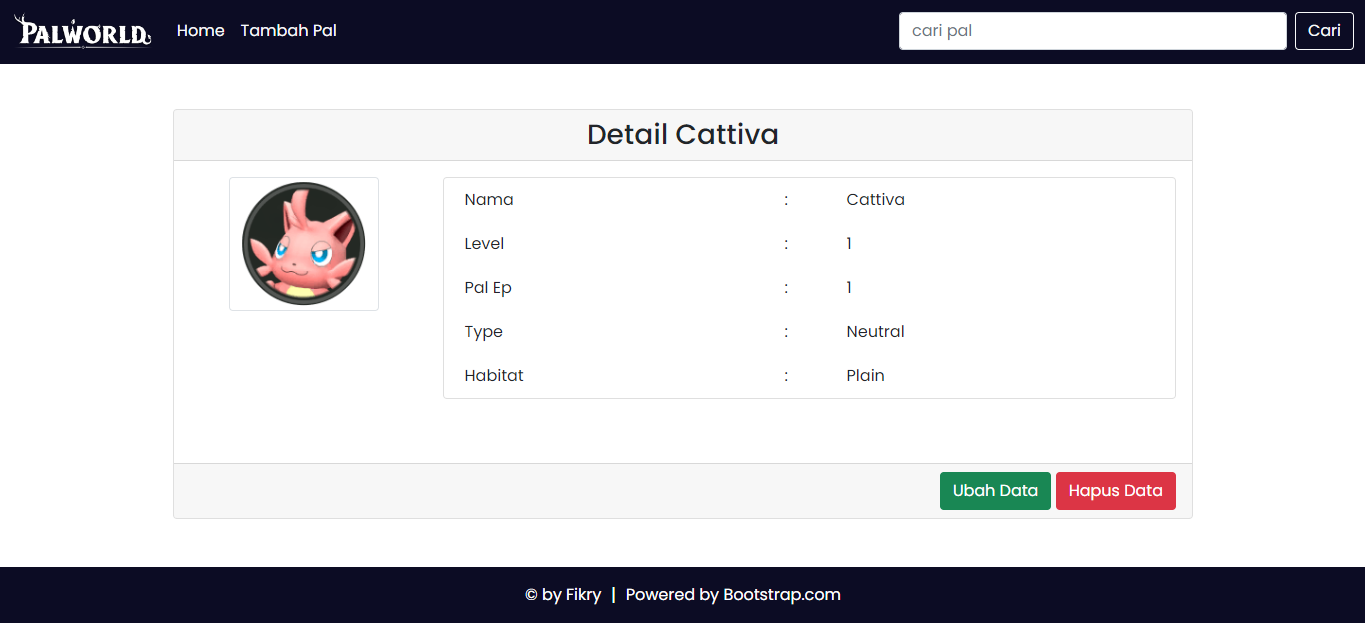 PALWORLD Home Tambah Pal cari pal Cari
Detail Cattiva
Nama : Cattiva
Level : 1
Pal Ep : 1
Type : Neutral
Habitat : Plain
Ubah Data Hapus Data
© by Fikry | Powered by Bootstrap.com